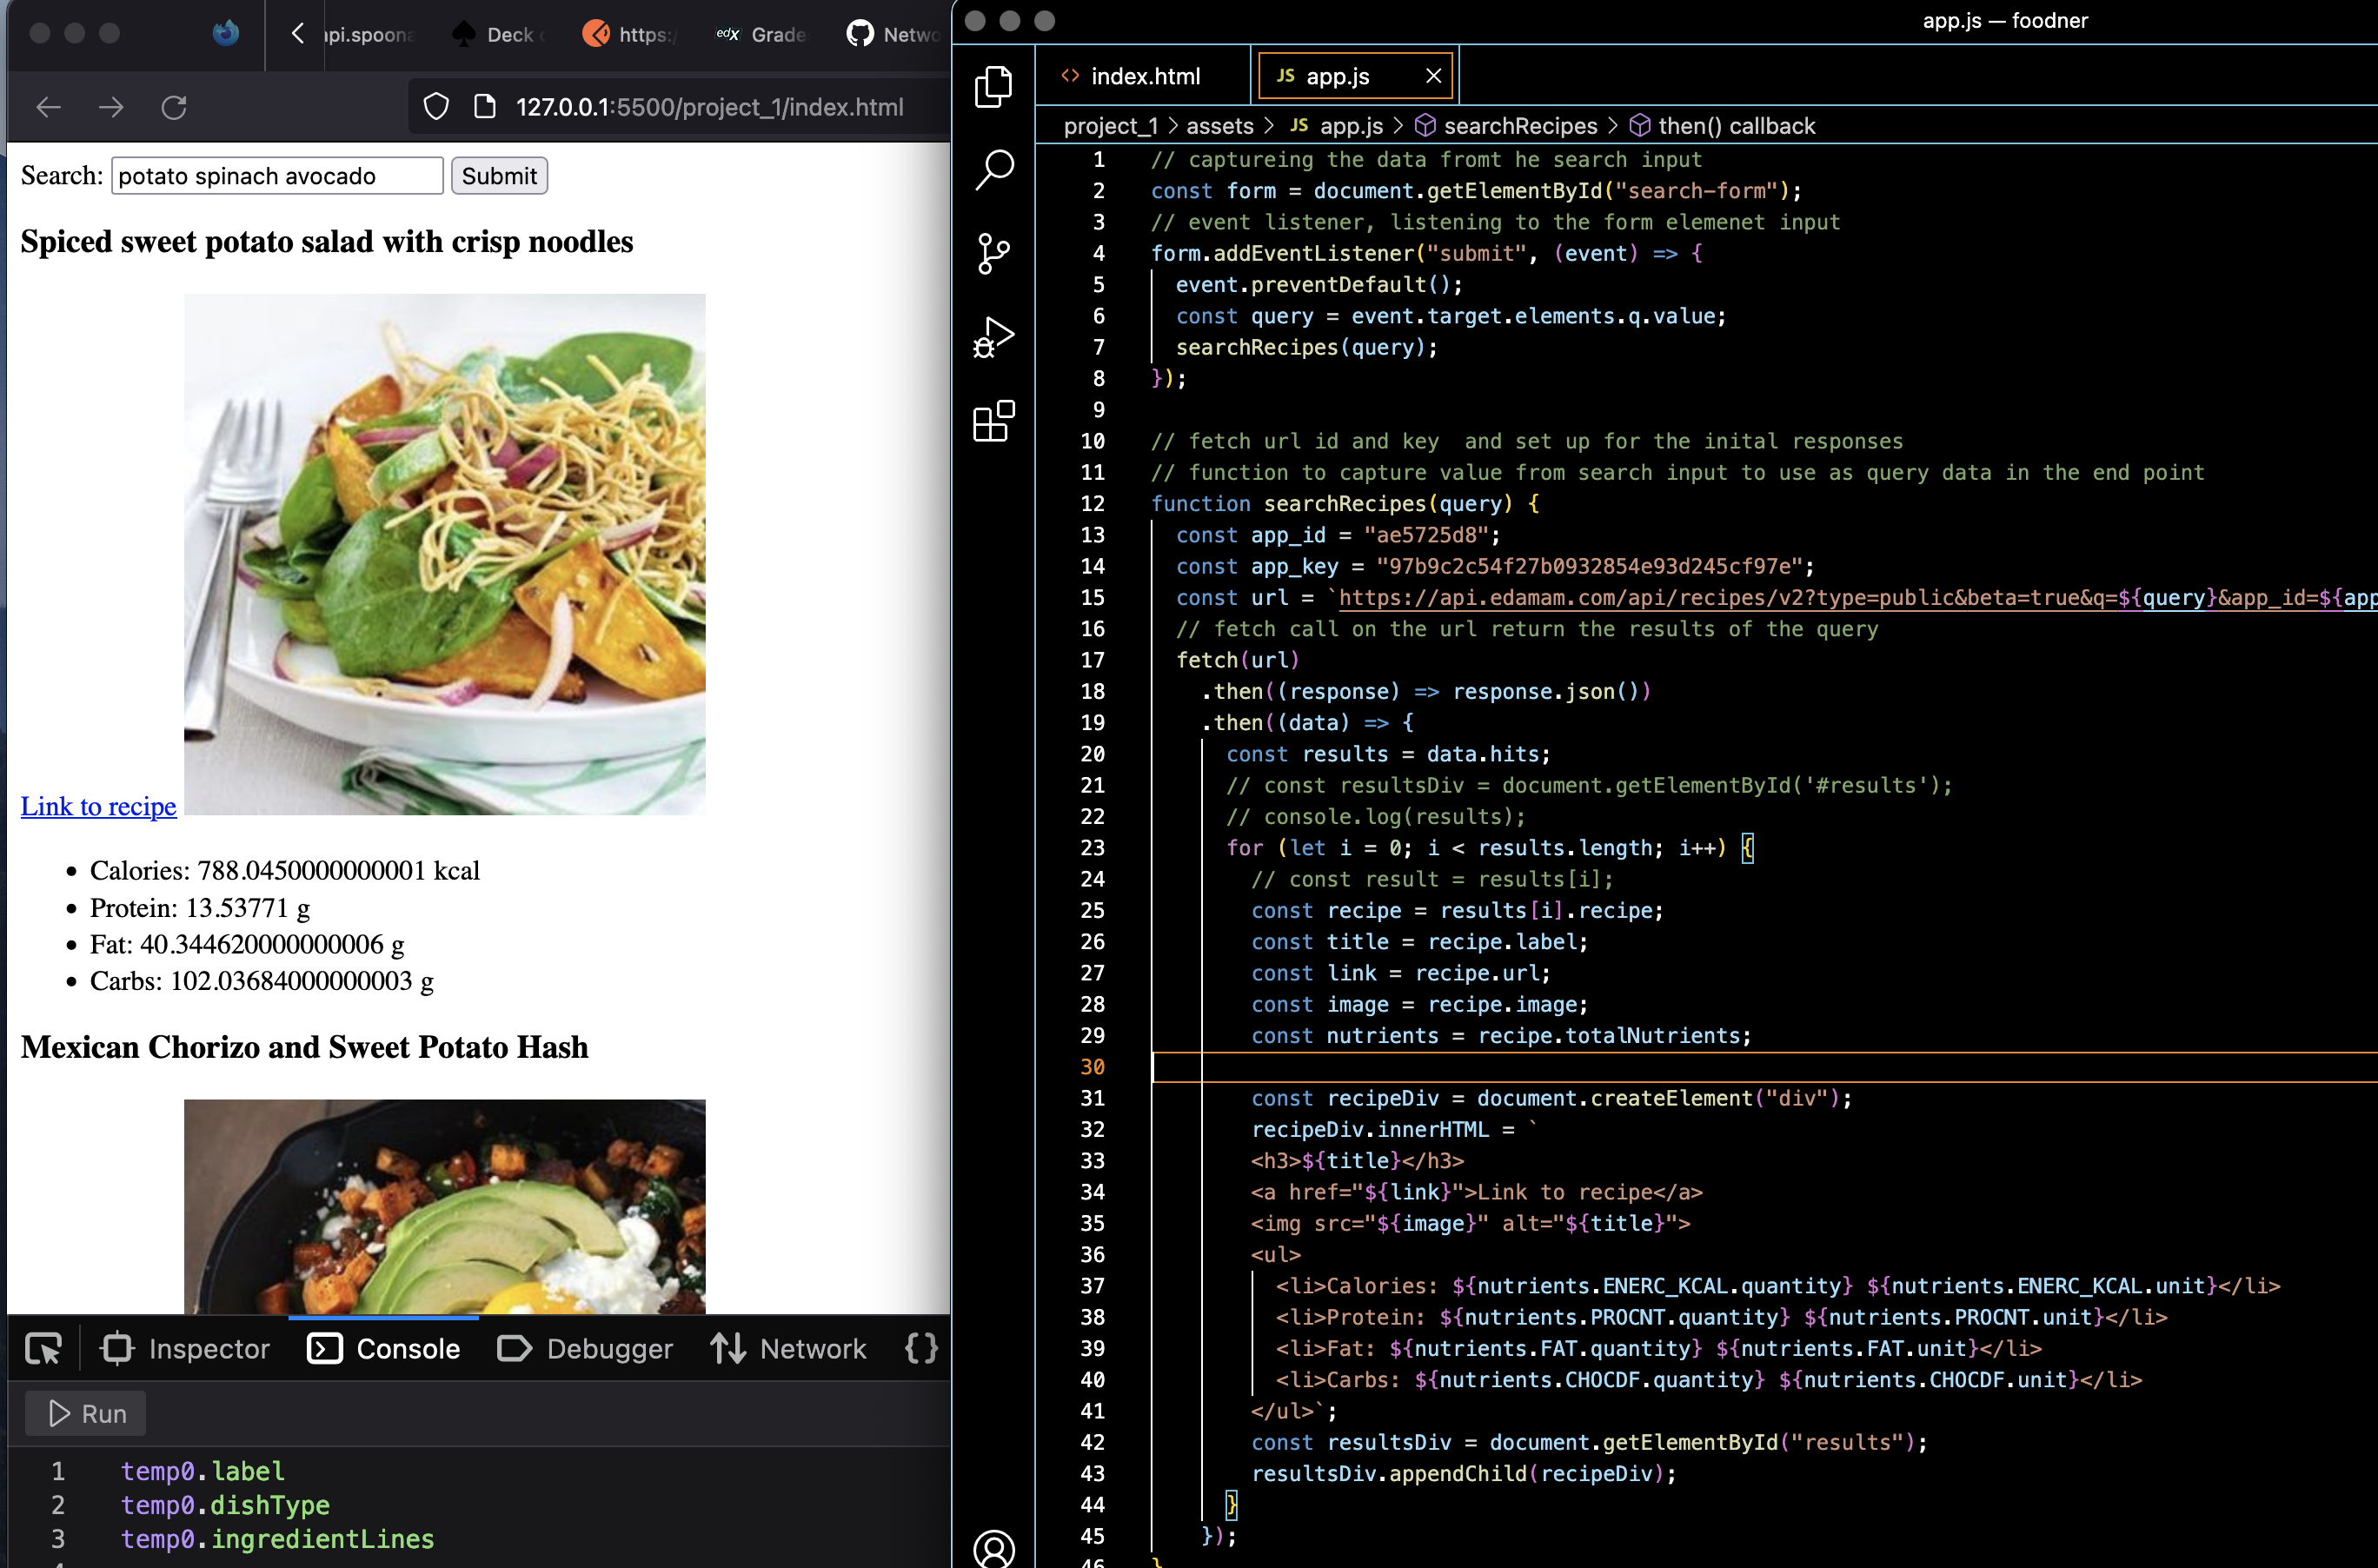 api.spoona
Deck
https:/
edX Grade
Netwo
127.0.0.1:5500/project_1/index.html
Search: potato spinach avocado Submit
Spiced sweet potato salad with crisp noodles
Link to recipe
• Calories: 788.0450000000001 kcal
• Protein: 13.53771 g
• Fat: 40.344620000000006 g
• Carbs: 102.03684000000003 g
Mexican Chorizo and Sweet Potato Hash
Inspector Console Debugger Network {}
Run
1 temp0.label
2 temp0.dishType
3 temp0.ingredientLines
app.js — foodner
<> index.html JS app.js
project_1 > assets > JS app.js > searchRecipes > then() callback
1 // captureing the data fromt he search input
2 const form = document.getElementById("search-form");
3 // event listener, listening to the form elemenet input
4 form.addEventListener("submit", (event) => {
5 event.preventDefault();
6 const query = event.target.elements.q.value;
7 searchRecipes(query);
8 });
9
10 // fetch url id and key  and set up for the inital responses
11 // function to capture value from search input to use as query data in the end point
12 function searchRecipes(query) {
13 const app_id = "ae5725d8";
14 const app_key = "97b9c2c54f27b0932854e93d245cf97e";
15 const url = `https://api.edamam.com/api/recipes/v2?type=public&beta=true&q=${query}&app_id=${app
16 // fetch call on the url return the results of the query
17 fetch(url)
18 .then((response) => response.json())
19 .then((data) => {
20 const results = data.hits;
21 // const resultsDiv = document.getElementById('#results');
22 // console.log(results);
23 for (let i = 0; i < results.length; i++) {
24 // const result = results[i];
25 const recipe = results[i].recipe;
26 const title = recipe.label;
27 const link = recipe.url;
28 const image = recipe.image;
29 const nutrients = recipe.totalNutrients;
30
31 const recipeDiv = document.createElement("div");
32 recipeDiv.innerHTML = `
33 <h3>${title}</h3>
34 <a href="${link}">Link to recipe</a>
35 <img src="${image}" alt="${title}">
36 <ul>
37 <li>Calories: ${nutrients.ENERC_KCAL.quantity} ${nutrients.ENERC_KCAL.unit}</li>
38 <li>Protein: ${nutrients.PROCNT.quantity} ${nutrients.PROCNT.unit}</li>
39 <li>Fat: ${nutrients.FAT.quantity} ${nutrients.FAT.unit}</li>
40 <li>Carbs: ${nutrients.CHOCDF.quantity} ${nutrients.CHOCDF.unit}</li>
41 </ul>`;
42 const resultsDiv = document.getElementById("results");
43 resultsDiv.appendChild(recipeDiv);
44 }
45 });
46 }